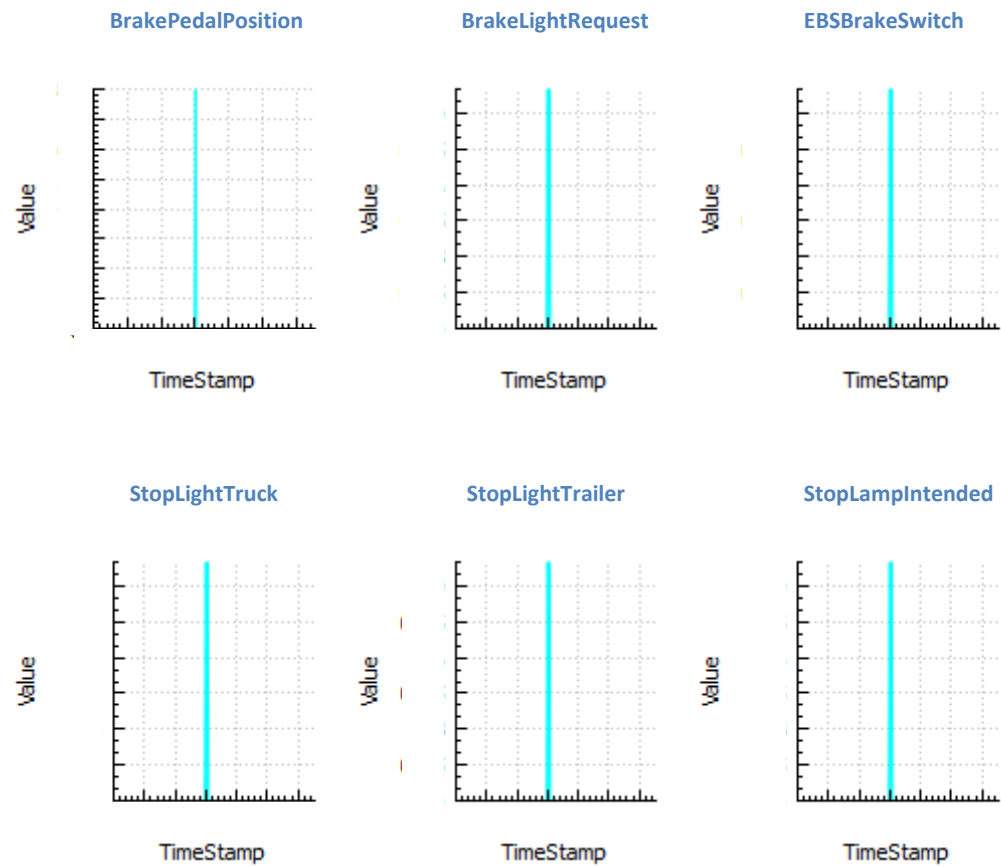 BrakePedalPosition
BrakeLightRequest
EBSBrakeSwitch
Value
Value
Value
TimeStamp
TimeStamp
TimeStamp
StopLightTruck
StopLightTrailer
StopLampIntended
Value
Value
Value
TimeStamp
TimeStamp
TimeStamp